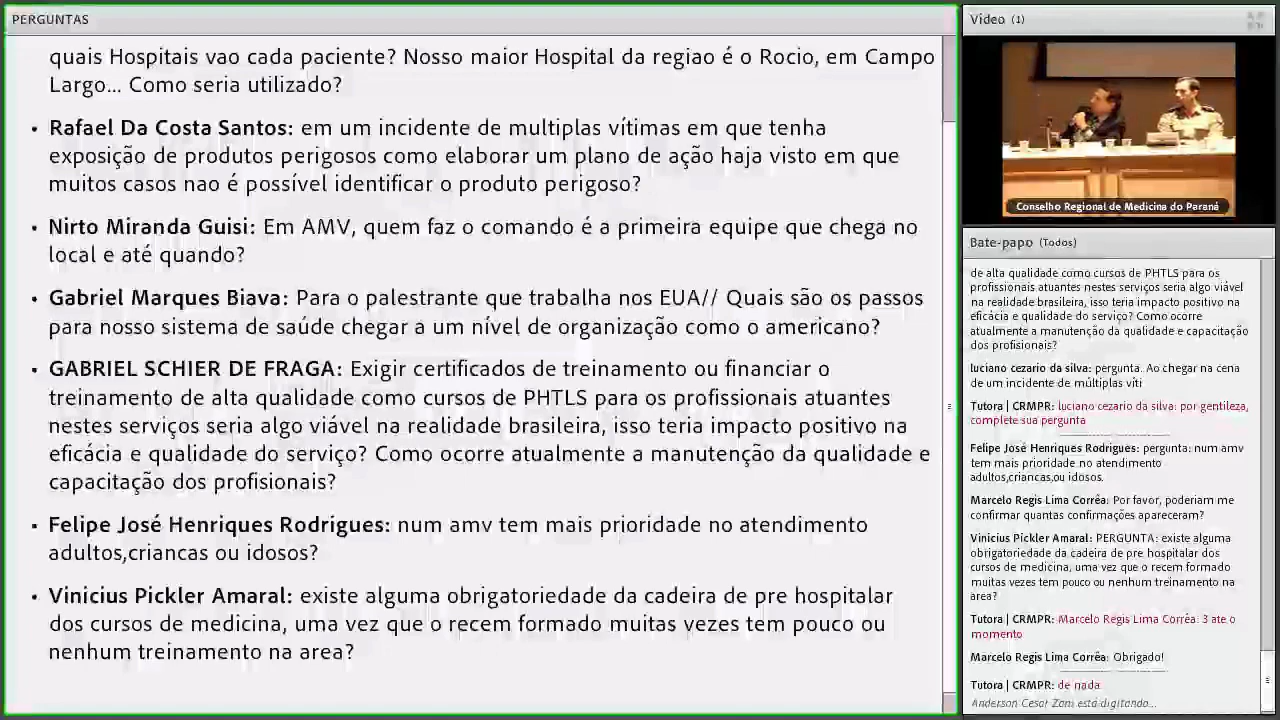 PERGUNTAS
quais Hospitais vao cada paciente? Nosso maior Hospital da regiao é o Rocio, em Campo
Largo... Como seria utilizado?
• Rafael Da Costa Santos: em um incidente de multiplas vítimas em que tenha
exposição de produtos perigosos como elaborar um plano de ação haja visto em que
muitos casos nao é possível identificar o produto perigoso?
• Nirto Miranda Guisi: Em AMV, quem faz o comando é a primeira equipe que chega no
local e até quando?
• Gabriel Marques Biava: Para o palestrante que trabalha nos EUA// Quais são os passos
para nosso sistema de saúde chegar a um nível de organização como o americano?
• GABRIEL SCHIER DE FRAGA: Exigir certificados de treinamento ou financiar o
treinamento de alta qualidade como cursos de PHTLS para os profissionais atuantes
nestes serviços seria algo viável na realidade brasileira, isso teria impacto positivo na
eficácia e qualidade do serviço? Como ocorre atualmente a manutenção da qualidade e
capacitação dos profissionais?
• Felipe José Henriques Rodrigues: num amv tem mais prioridade no atendimento
adultos,criancas ou idosos?
• Vinicius Pickler Amaral: existe alguma obrigatoriedade da cadeira de pre hospitalar
dos cursos de medicina, uma vez que o recem formado muitas vezes tem pouco ou
nenhum treinamento na area?
Vídeo (1)
Conselho Regional de Medicina do Paraná
Bate-papo (Todos)
de alta qualidade como cursos de PHTLS para os
profissionais atuantes nestes serviços seria algo viável
na realidade brasileira, isso teria impacto positivo na
eficácia e qualidade do serviço? Como ocorre
atualmente a manutenção da qualidade e capacitação
dos profissionais?
luciano cezario da silva: pergunta. Ao chegar na cena
de um incidente de múltiplas víti
Tutora | CRMPR: luciano cezario da silva: por gentileza,
complete sua pergunta
Felipe José Henriques Rodrigues: pergunta: num amv
tem mais prioridade no atendimento
adultos,criancas,ou idosos.
Marcelo Regis Lima Corrêa: Por favor, poderiam me
confirmar quantas confirmações apareceram?
Vinicius Pickler Amaral: PERGUNTA: existe alguma
obrigatoriedade da cadeira de pre hospitalar dos
cursos de medicina, uma vez que o recem formado
muitas vezes tem pouco ou nenhum treinamento na
area?
Tutora | CRMPR: Marcelo Regis Lima Corrêa: 3 ate o
momento
Marcelo Regis Lima Corrêa: Obrigado!
Tutora | CRMPR: de nada
Anderson Cesar Zani está digitando...